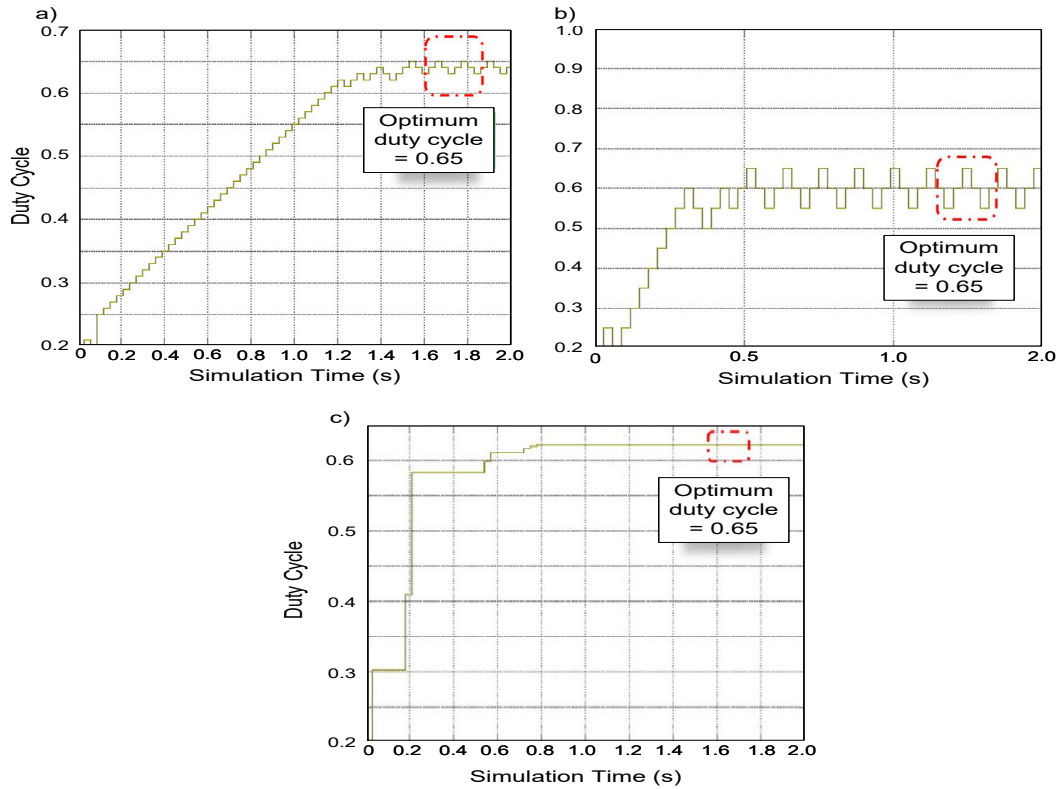 a)
0.7
0.6
0.5
0.4
0.3
0.2
Duty Cycle
0 0.2 0.4 0.6 0.8 1.0 1.2 1.4 1.6 1.8 2.0
Simulation Time (s)
Optimum
duty cycle
= 0.65
b)
1.0
0.9
0.8
0.7
0.6
0.5
0.4
0.3
0.2
0 0.5 1.0 2.0
Simulation Time (s)
Optimum
duty cycle
= 0.65
c)
0.6
0.5
0.4
0.3
0.2
Duty Cycle
0 0.2 0.4 0.6 0.8 1.0 1.2 1.4 1.6 1.8 2.0
Simulation Time (s)
Optimum
duty cycle
= 0.65